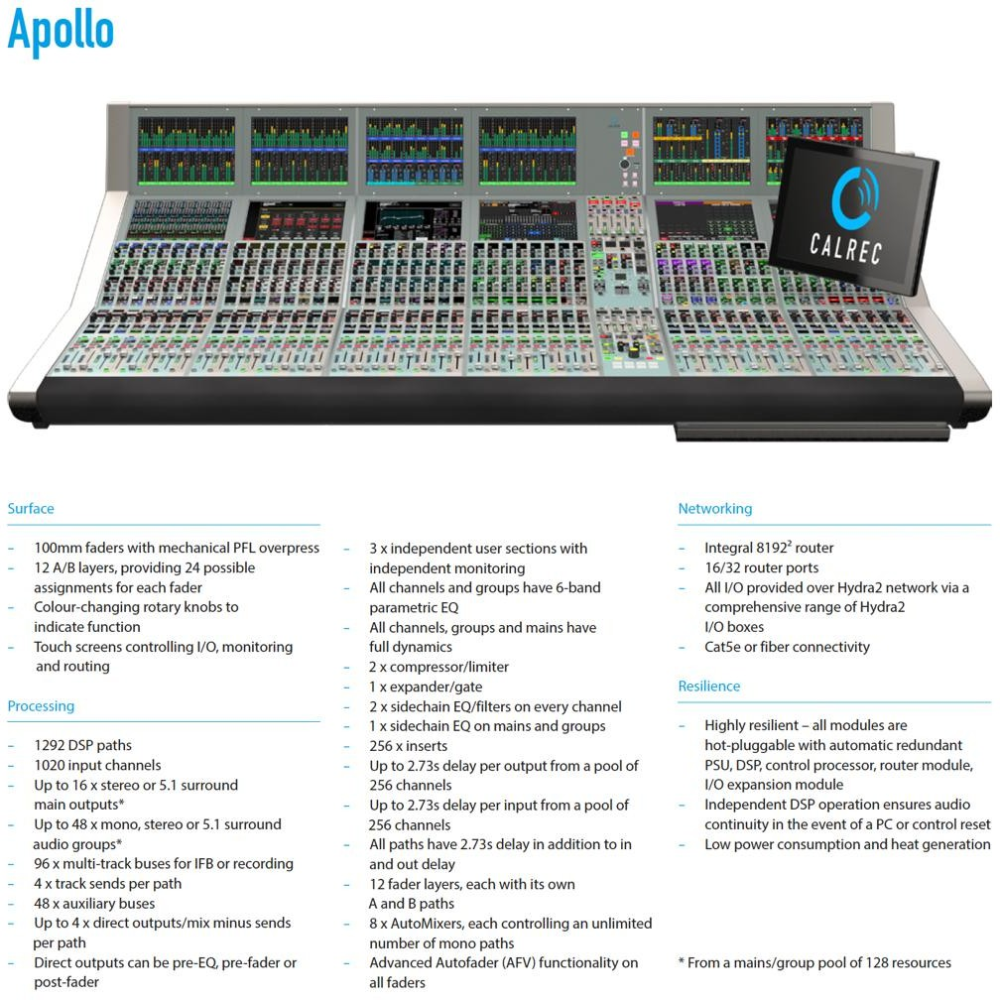 Apollo
CALREC
Surface
– 100mm faders with mechanical PFL overpress
– 12 A/B layers, providing 24 possible
assignments for each fader
– Colour-changing rotary knobs to
indicate function
– Touch screens controlling I/O, monitoring
and routing
Processing
– 1292 DSP paths
– 1020 input channels
– Up to 16 x stereo or 5.1 surround
main outputs*
– Up to 48 x mono, stereo or 5.1 surround
audio groups*
– 96 x multi-track buses for IFB or recording
– 4 x track sends per path
– 48 x auxiliary buses
– Up to 4 x direct outputs/mix minus sends
per path
– Direct outputs can be pre-EQ, pre-fader or
post-fader
– 3 x independent user sections with
independent monitoring
– All channels and groups have 6-band
parametric EQ
– All channels, groups and mains have
full dynamics
– 2 x compressor/limiter
– 1 x expander/gate
– 2 x sidechain EQ/filters on every channel
– 1 x sidechain EQ on mains and groups
– 256 x inserts
– Up to 2.73s delay per output from a pool of
256 channels
– Up to 2.73s delay per input from a pool of
256 channels
– All paths have 2.73s delay in addition to in
and out delay
– 12 fader layers, each with its own
A and B paths
– 8 x AutoMixers, each controlling an unlimited
number of mono paths
– Advanced Autofader (AFV) functionality on
all faders
Networking
– Integral 8192² router
– 16/32 router ports
– All I/O provided over Hydra2 network via a
comprehensive range of Hydra2
I/O boxes
– Cat5e or fiber connectivity
Resilience
– Highly resilient – all modules are
hot-pluggable with automatic redundant
PSU, DSP, control processor, router module,
I/O expansion module
– Independent DSP operation ensures audio
continuity in the event of a PC or control reset
– Low power consumption and heat generation
* From a mains/group pool of 128 resources